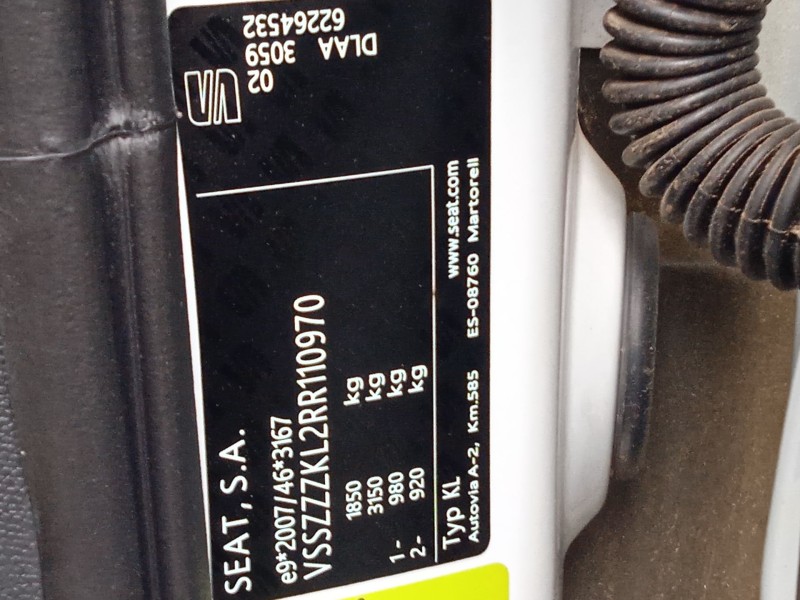 SEAT, S.A.
e9*2007/46*3167
VSSZZZKL2RR110970
1850 kg
3150 kg
1- 980 kg
2- 920 kg
Typ KL www.seat.com
Autovia A-2, Km.585 ES-08760 Martorell
02
3059
DLAA
62264532